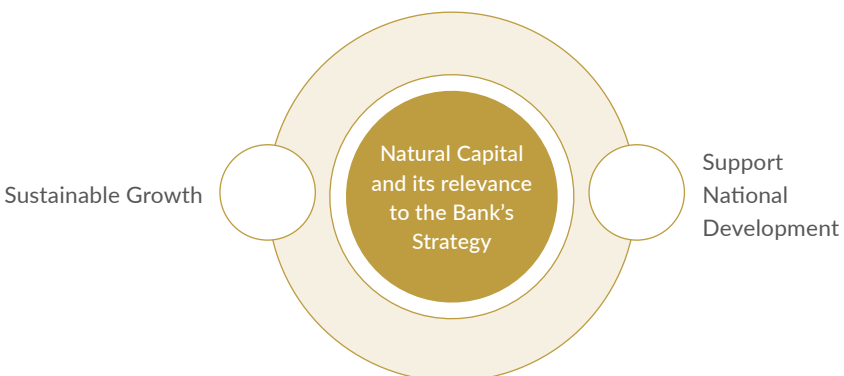 Sustainable Growth
Natural Capital
and its relevance
to the Bank's
Strategy
Support
National
Development